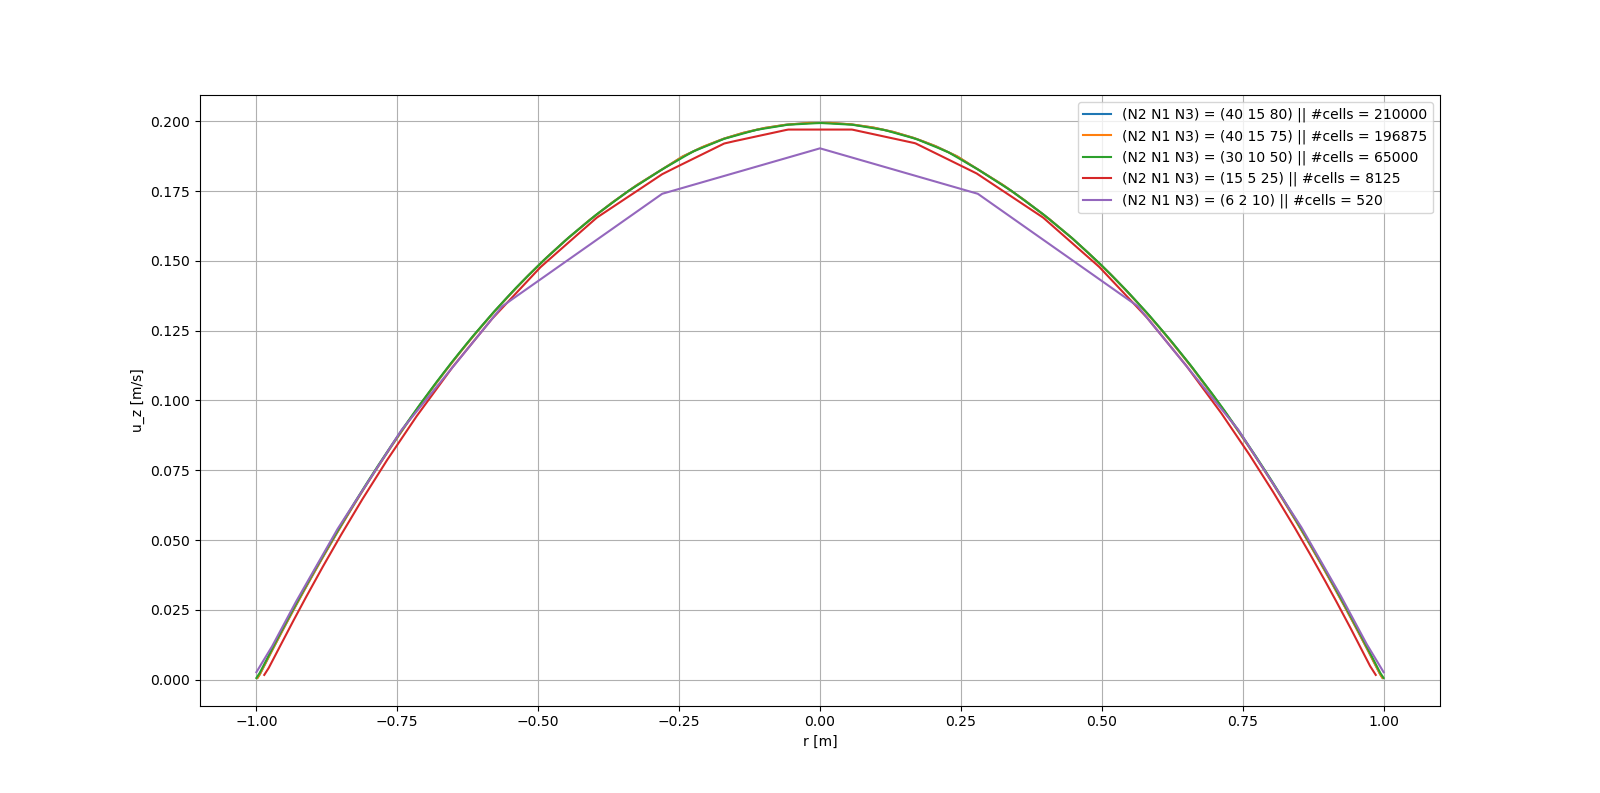 (N2 N1 N3) = (40 15 80) || #cells = 210000
(N2 N1 N3) = (40 15 75) || #cells = 196875
(N2 N1 N3) = (30 10 50) || #cells = 65000
(N2 N1 N3) = (15 5 25) || #cells = 8125
(N2 N1 N3) = (6 2 10) || #cells = 520
0.200
0.175
0.150
0.125
0.100
0.075
0.050
0.025
0.000
u_z [m/s]
−1.00 −0.75 −0.50 −0.25 0.00 0.25 0.50 0.75 1.00
r [m]